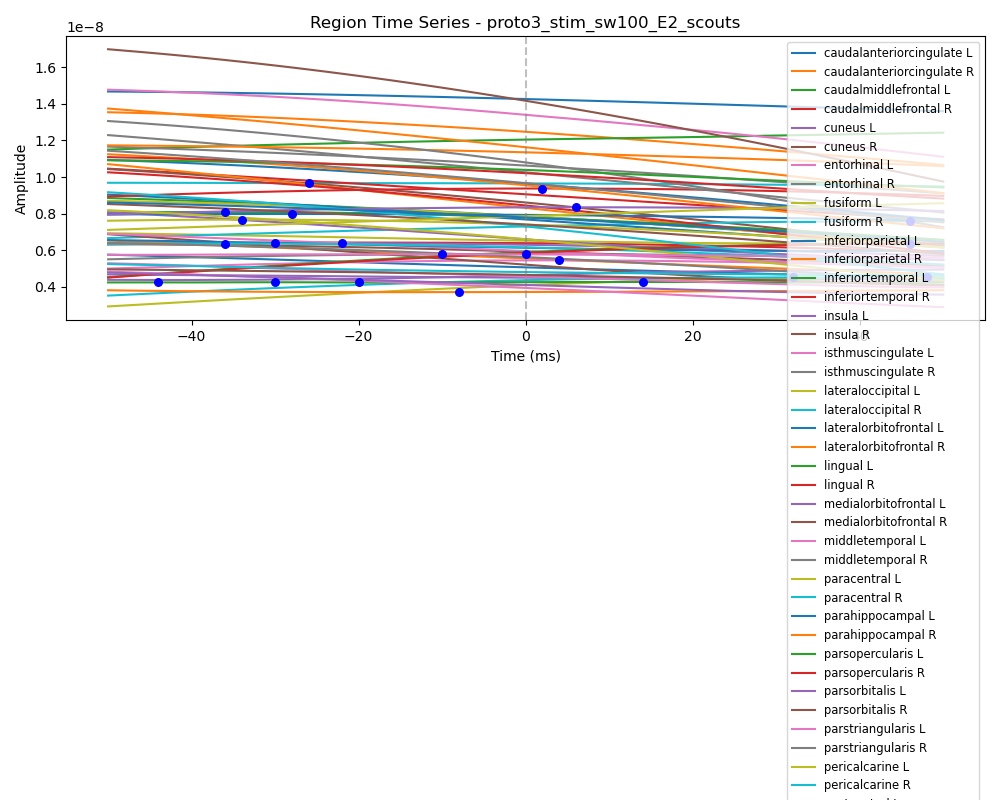 Region Time Series - proto3_stim_sw100_E2_scouts
1e−8
1.6
1.4
1.2
1.0
0.8
0.6
0.4
Amplitude
−40
−20
0
20
Time (ms)
caudalanteriorcingulate L
caudalanteriorcingulate R
caudalmiddlefrontal L
caudalmiddlefrontal R
cuneus L
cuneus R
entorhinal L
entorhinal R
fusiform L
fusiform R
inferiorparietal L
inferiorparietal R
inferiortemporal L
inferiortemporal R
insula L
insula R
isthmuscingulate L
isthmuscingulate R
lateraloccipital L
lateraloccipital R
lateralorbitofrontal L
lateralorbitofrontal R
lingual L
lingual R
medialorbitofrontal L
medialorbitofrontal R
middletemporal L
middletemporal R
paracentral L
paracentral R
parahippocampal L
parahippocampal R
parsopercularis L
parsopercularis R
parsorbitalis L
parsorbitalis R
parstriangularis L
parstriangularis R
pericalcarine L
pericalcarine R